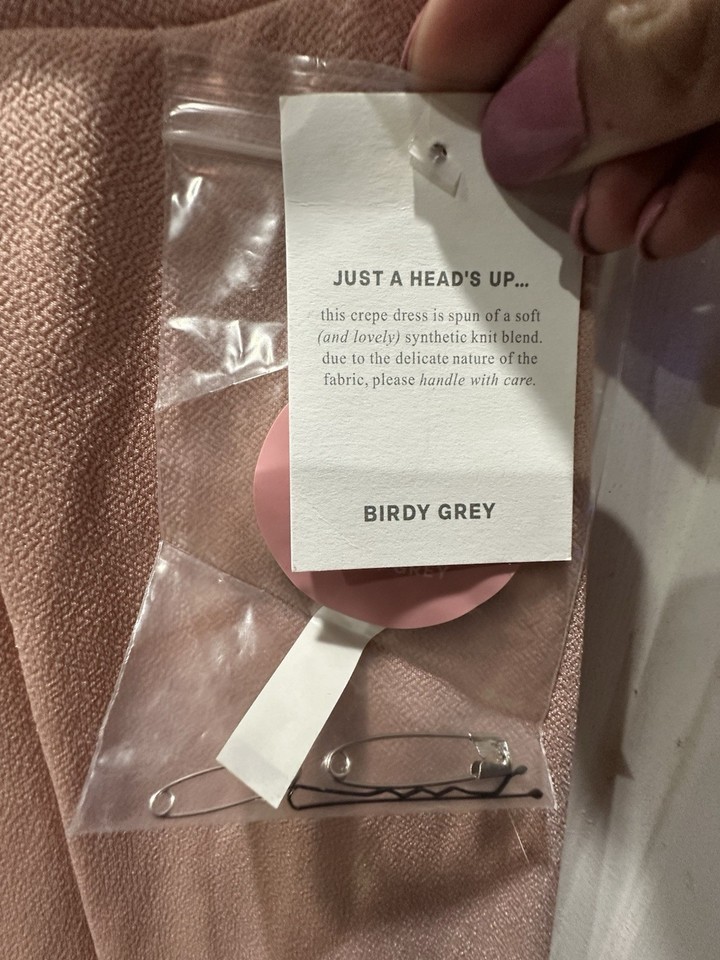 JUST A HEAD'S UP...
this crepe dress is spun of a soft
(and lovely) synthetic knit blend.
due to the delicate nature of the
fabric, please handle with care.
BIRDY GREY
GREY